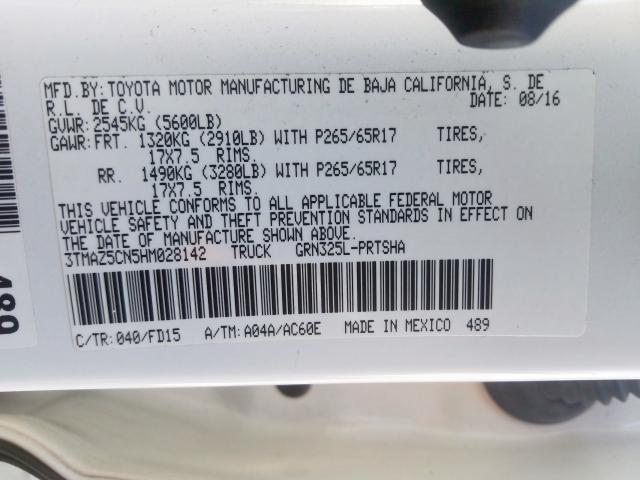 MFD.BY:TOYOTA MOTOR MANUFACTURING DE BAJA CALIFORNIA, S. DE
R.L. DE C.V. DATE: 08/16
GVWR:2545KG (5600LB)
GAWR:FRT. 1320KG (2910LB) WITH P265/65R17 TIRES,
17X7.5 RIMS.
RR. 1490KG (3280LB) WITH P265/65R17 TIRES,
17X7.5 RIMS.
THIS VEHICLE CONFORMS TO ALL APPLICABLE FEDERAL MOTOR
VEHICLE SAFETY AND THEFT PREVENTION STANDARDS IN EFFECT ON
THE DATE OF MANUFACTURE SHOWN ABOVE.
3TMAZ5CN5HM028142 TRUCK GRN325L-PRTSHA
C/TR:040/FD15 A/TM:A04A/AC60E MADE IN MEXICO 489
489